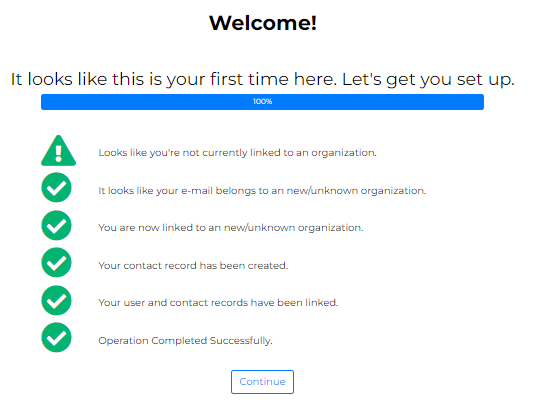 Welcome!
It looks like this is your first time here. Let's get you set up.
100%
Looks like you're not currently linked to an organization.
It looks like your e-mail belongs to an new/unknown organization.
You are now linked to an new/unknown organization.
Your contact record has been created.
Your user and contact records have been linked.
Operation Completed Successfully.
Continue